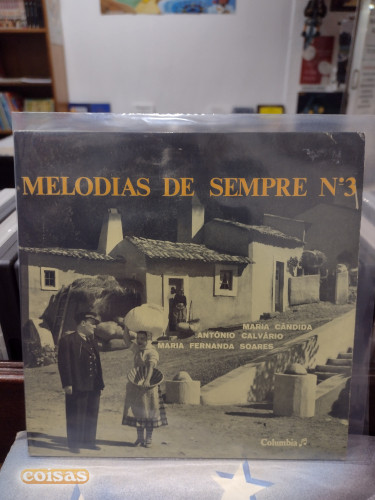 MELODIAS DE SEMPRE Nº3
MARIA CÂNDIDA
ANTÓNIO CALVÁRIO
MARIA FERNANDA SOARES
Columbia
coisas